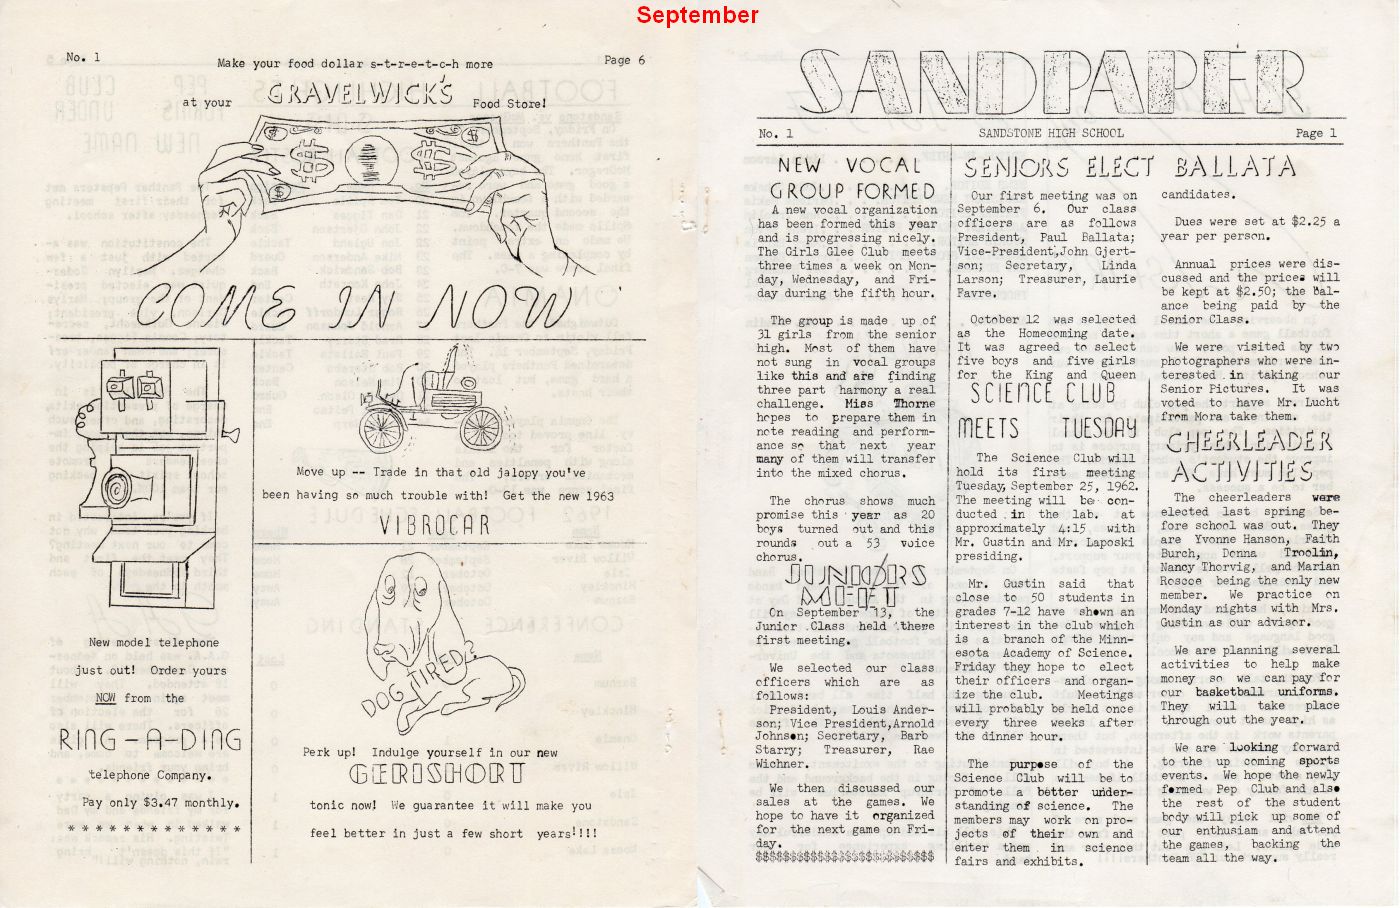 September
No. 1
Page 6
Make your food dollar s-t-r-e-t-c-h more
at your GRAVELWICK'S Food Store!
COME IN NOW
New model telephone
just out! Order yours
NOW from the
RING-A-DING
telephone Company.
Pay only $3.47 monthly.
* * * * * * * * * * * *
Move up -- Trade in that old jalopy you've
been having so much trouble with! Get the new 1963
VIBROCAR
DOG TIRED?
Perk up! Indulge yourself in our new
GERISHORT
tonic now! We guarantee it will make you
feel better in just a few short years!!!!
SANDPAPER
No. 1
SANDSTONE HIGH SCHOOL
Page 1
NEW VOCAL
GROUP FORMED
A new vocal organization
has been formed this year
and is progressing nicely.
The Girls Glee Club meets
three times a week on Mon-
day, Wednesday, and Fri-
day during the fifth hour.
The group is made up of
31 girls from the senior
high. Most of them have
not sung in vocal groups
like this and are finding
three part harmony a real
challenge. Miss Thorne
hopes to prepare them in
note reading and perform-
ance so that next year
many of them will transfer
into the mixed chorus.
The chorus shows much
promise this year as 20
boys turned out and this
rounds out a 53 voice
chorus.
JUNIORS
MEET
On September 13, the
Junior Class held these
first meeting.
We selected our class
officers which are as
follows:
President, Louis Ander-
son; Vice President,Arnold
Johnson; Secretary, Barb
Starry; Treasurer, Rae
Wichner.
We then discussed our
sales at the games. We
hope to have it organized
for the next game on Fri-
day.
$$$$$$$$$$$$$$$$$$$$$$$$$$
SENIORS ELECT BALLATA
Our first meeting was on
September 6. Our class
officers are as follows
President, Paul Ballata;
Vice-President,John Gjert-
son; Secretary, Linda
Larson; Treasurer, Laurie
Favre.
October 12 was selected
as the Homecoming date.
It was agreed to select
five boys and five girls
for the King and Queen
candidates.
Dues were set at $2.25 a
year per person.
Annual prices were dis-
cussed and the prices will
be kept at $2.50; the Bal-
ance being paid by the
Senior Class.
We were visited by two
photographers who were in-
terested in taking our
Senior Pictures. It was
voted to have Mr. Lucht
from Mora take them.
SCIENCE CLUB
MEETS TUESDAY
The Science Club will
hold its first meeting
Tuesday, September 25, 1962.
The meeting will be con-
ducted in the lab. at
approximately 4:15 with
Mr. Gustin and Mr. Laposki
presiding.
Mr. Gustin said that
close to 50 students in
grades 7-12 have shown an
interest in the club which
is a branch of the Minn-
esota Academy of Science.
Friday they hope to elect
their officers and organ-
ize the club. Meetings
will probably be held once
every three weeks after
the dinner hour.
The purpose of the
Science Club will be to
promote a better under-
standing of science. The
members may work on pro-
jects of their own and
enter them in science
fairs and exhibits.
CHEERLEADER
ACTIVITIES
The cheerleaders were
elected last spring be-
fore school was out. They
are Yvonne Hanson, Faith
Burch, Donna Troolin,
Nancy Thorvig, and Marian
Roscoe being the only new
member. We practice on
Monday nights with Mrs.
Gustin as our advisor.
We are planning several
activities to help make
money so we can pay for
our basketball uniforms.
They will take place
through out the year.
We are looking forward
to the up coming sports
events. We hope the newly
formed Pep Club and also
the rest of the student
body will pick up some of
our enthusiam and attend
the games, backing the
team all the way.